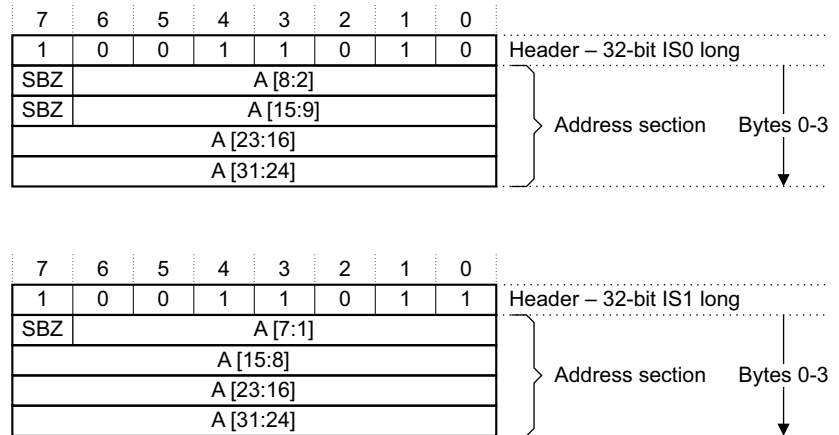 7 6 5 4 3 2 1 0
1 0 0 1 1 0 1 0 Header – 32-bit IS0 long
SBZ A [8:2]
SBZ A [15:9] Address section Bytes 0-3
A [23:16]
A [31:24]
7 6 5 4 3 2 1 0
1 0 0 1 1 0 1 1 Header – 32-bit IS1 long
SBZ A [7:1]
A [15:8]
A [23:16] Address section Bytes 0-3
A [31:24]